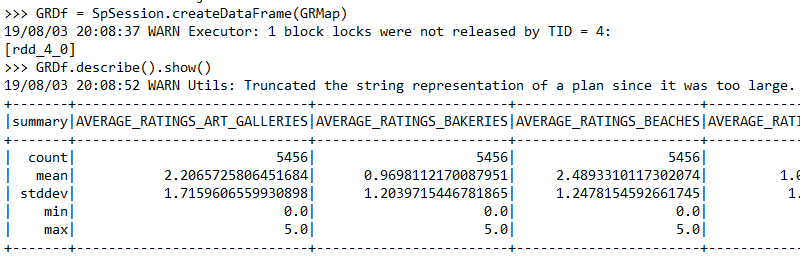 >>> GRDf = SpSession.createDataFrame(GRMap)
19/08/03 20:08:37 WARN Executor: 1 block locks were not released by TID = 4:
[rdd_4_0]
>>> GRDf.describe().show()
19/08/03 20:08:52 WARN Utils: Truncated the string representation of a plan since it was too large.
+-------+------------------------------+------------------------+-----------------------+-----------
|summary|AVERAGE_RATINGS_ART_GALLERIES|AVERAGE_RATINGS_BAKERIES|AVERAGE_RATINGS_BEACHES|AVERAGE_RATI
+-------+------------------------------+------------------------+-----------------------+-----------
| count| 5456| 5456| 5456|
| mean| 2.2065725806451684| 0.9698112170087951| 2.4893310117302074| 1.0
| stddev| 1.7159606559930898| 1.2039715446781865| 1.2478154592661745| 1.
| min| 0.0| 0.0| 0.0|
| max| 5.0| 5.0| 5.0|
+-------+------------------------------+------------------------+-----------------------+-----------